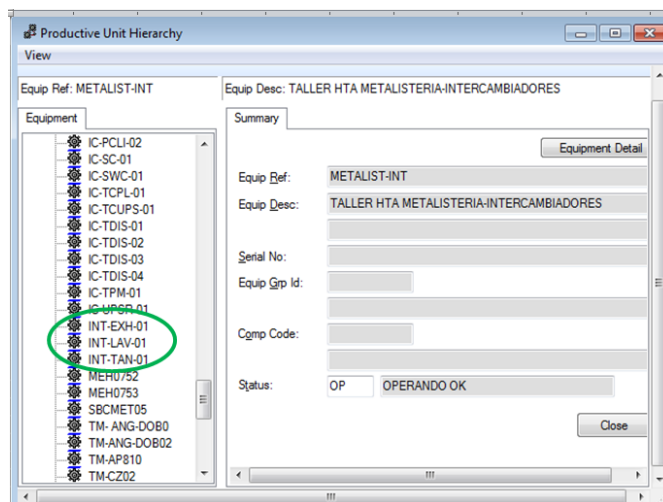 Productive Unit Hierarchy
View
Equip Ref: METALIST-INT
Equip Desc: TALLER HTA METALISTERIA-INTERCAMBIADORES
Equipment
IC-PCLI-02
IC-SC-01
IC-SWC-01
IC-TCPL-01
IC-TCUPS-01
IC-TDIS-01
IC-TDIS-02
IC-TDIS-03
IC-TDIS-04
IC-TPM-01
IC-UPSR-01
INT-EXH-01
INT-LAV-01
INT-TAN-01
MEH0752
MEH0753
SBCMET05
TM- ANG-DOB0
TM-ANG-DOB02
TM-AP810
TM-CZ02
Summary
Equipment Detail
Equip Ref: METALIST-INT
Equip Desc: TALLER HTA METALISTERIA-INTERCAMBIADORES
Serial No:
Equip Grp Id:
Comp Code:
Status: OP OPERANDO OK
Close